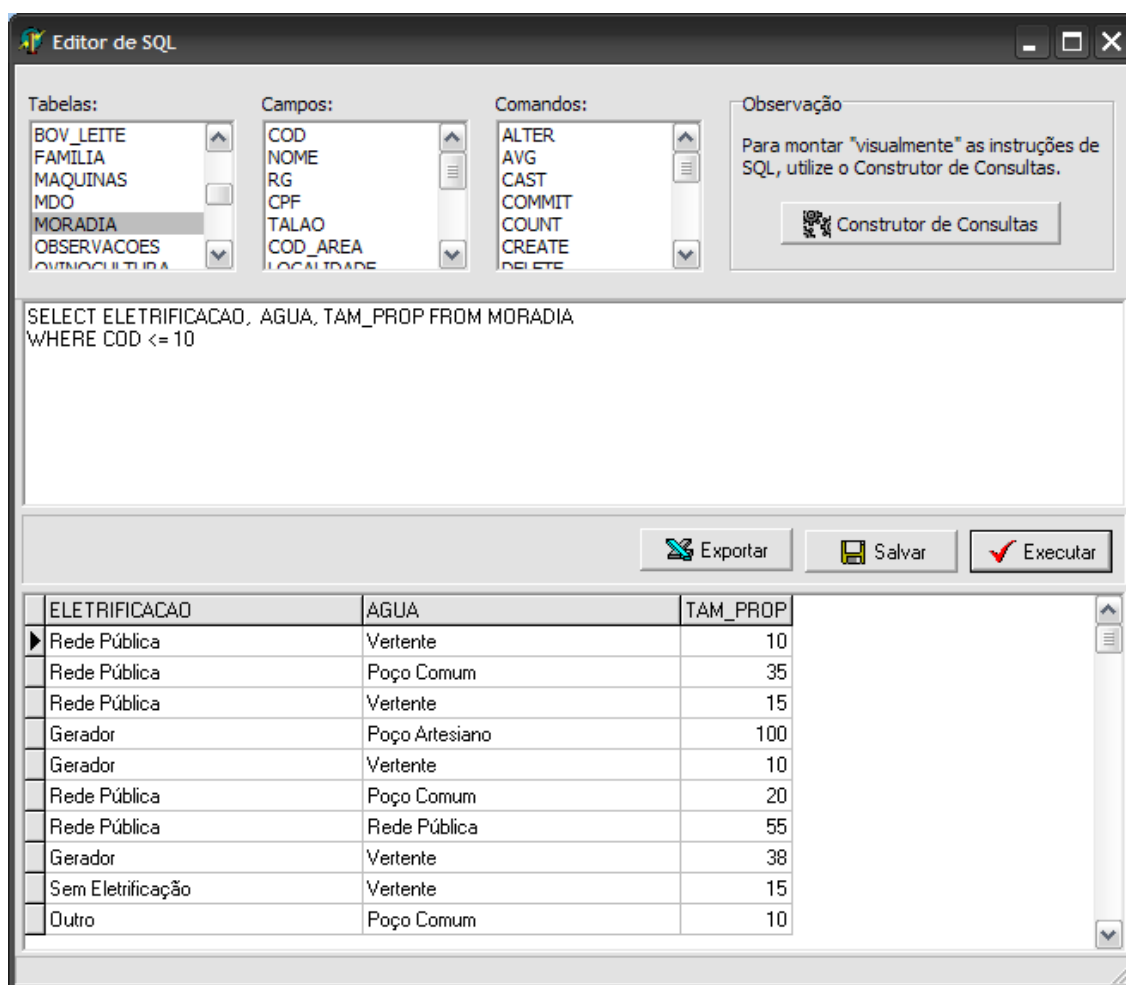 Editor de SQL
Tabelas:
BOV_LEITE
FAMILIA
MAQUINAS
MDO
MORADIA
OBSERVACOES
OVINOCULTURA
Campos:
COD
NOME
RG
CPF
TALAO
COD_AREA
LOCALIDADE
Comandos:
ALTER
AVG
CAST
COMMIT
COUNT
CREATE
DELETE
Observação
Para montar "visualmente" as instruções de
SQL, utilize o Construtor de Consultas.
Construtor de Consultas
SELECT ELETRIFICACAO, AGUA, TAM_PROP FROM MORADIA
WHERE COD <= 10
Exportar Salvar Executar
ELETRIFICACAO AGUA TAM_PROP
Rede Pública Vertente 10
Rede Pública Poço Comum 35
Rede Pública Vertente 15
Gerador Poço Artesiano 100
Gerador Vertente 10
Rede Pública Poço Comum 20
Rede Pública Rede Pública 55
Gerador Vertente 38
Sem Eletrificação Vertente 15
Outro Poço Comum 10